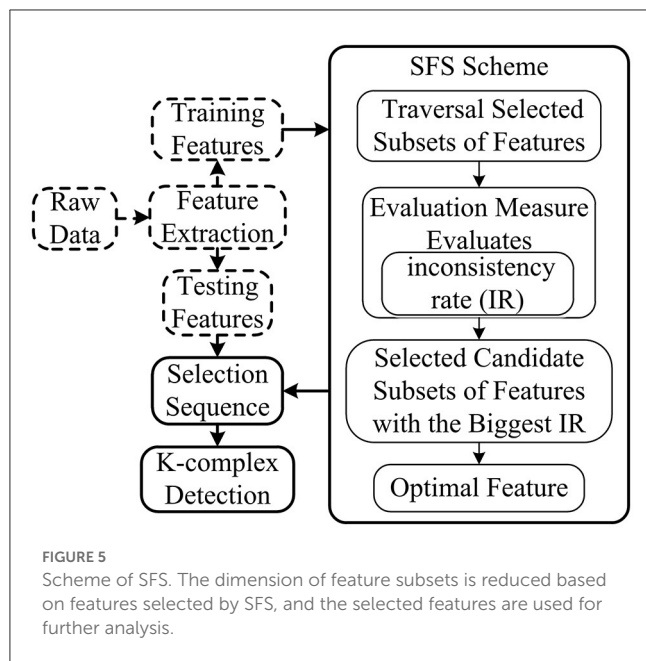 SFS Scheme
Training
Features
Traversal Selected
Subsets of Features
Raw
Data
Feature
Extraction
Evaluation Measure
Evaluates
inconsistency
rate (IR)
Testing
Features
Selection
Sequence
Selected Candidate
Subsets of Features
with the Biggest IR
K-complex
Detection
Optimal Feature
FIGURE 5
Scheme of SFS. The dimension of feature subsets is reduced based
on features selected by SFS, and the selected features are used for
further analysis.